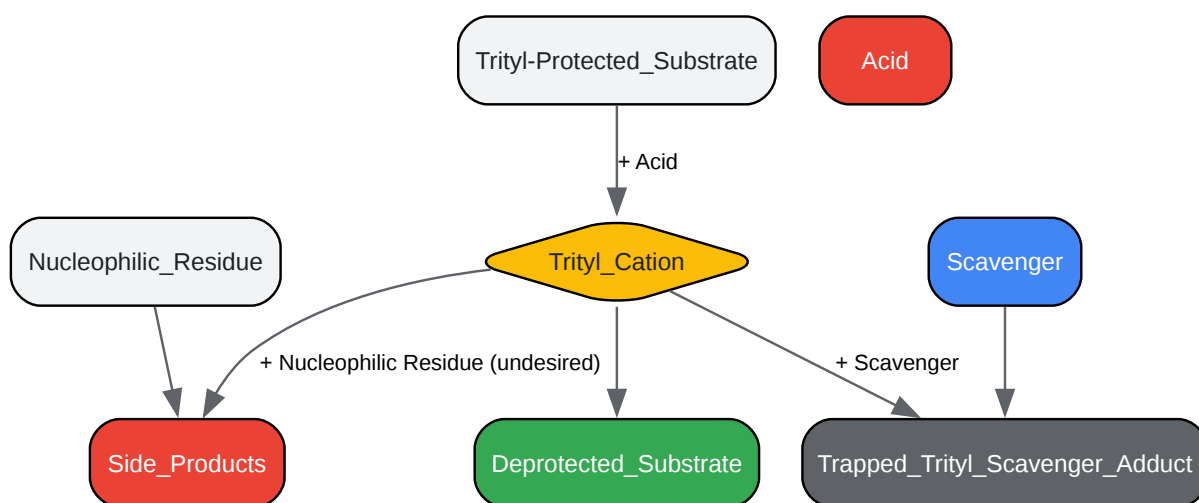 Trityl-Protected_Substrate
Acid
+ Acid
Nucleophilic_Residue
Trityl_Cation
Scavenger
+ Nucleophilic Residue (undesired)
+ Scavenger
Side_Products
Deprotected_Substrate
Trapped_Trityl_Scavenger_Adduct